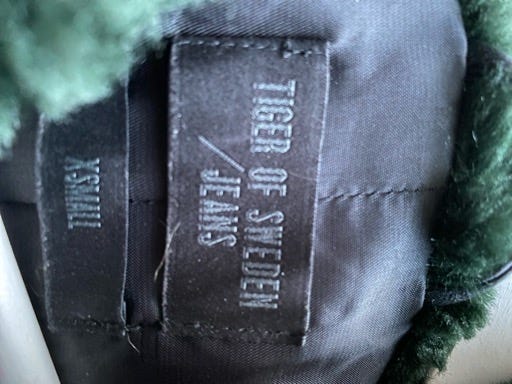 TIGER OF SWEDEN
/JEANS
XSMALL